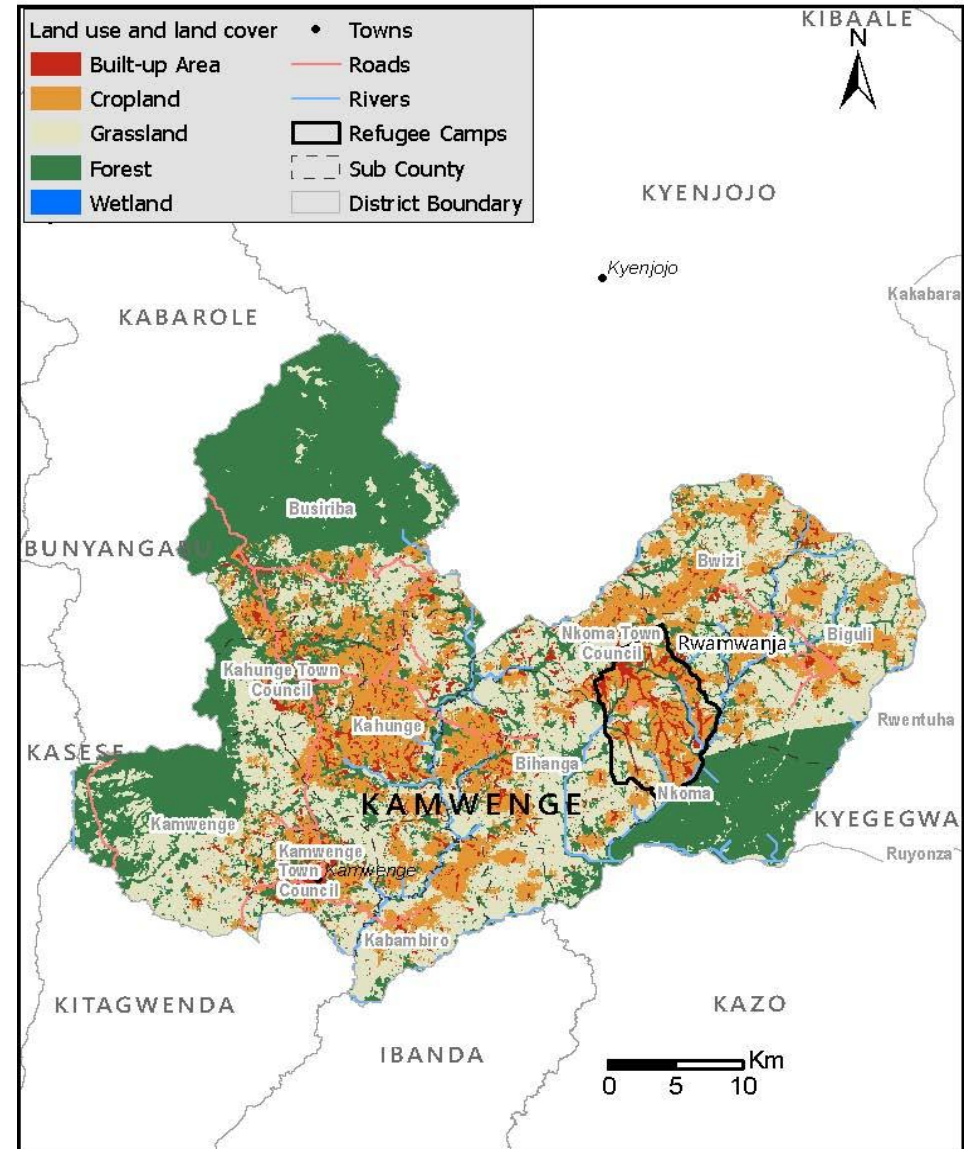 Land use and land cover
Built-up Area
Cropland
Grassland
Forest
Wetland
Towns
Roads
Rivers
Refugee Camps
Sub County
District Boundary
KIBAALE
N
KYENJOJO
Kyenjojo
Kakabara
KABAROLE
Busiriba
BUNYANGABU
Bwizi
Nkoma Town
Council
Rwamwanja
Biguli
Kahunge Town
Council
Kahunge
Rwentuha
KASESE
Bihanga
Nkoma
KAMWENGE
KYEGEGWA
Kamwenge
Ruyonza
Kamwenge
Town
Council
Kamwenge
Kabambiro
KITAGWENDA
KAZO
IBANDA
Km
0 5 10